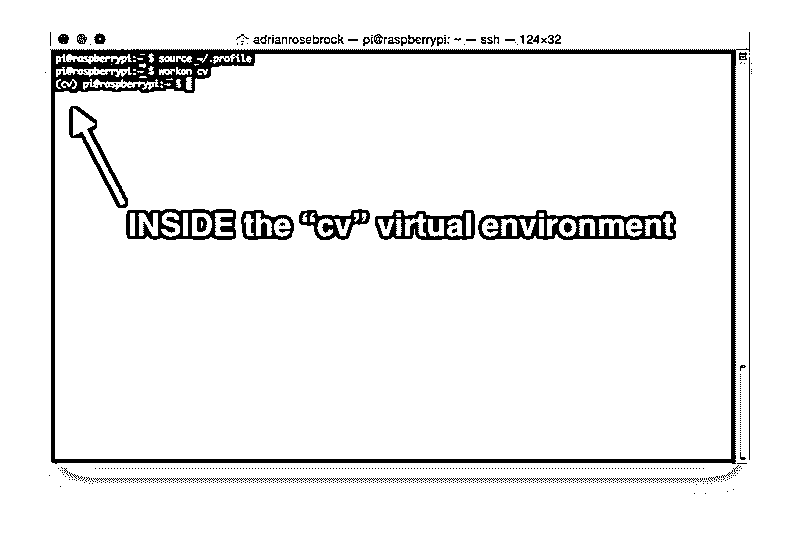 adrianrosebrock — pi@raspberrypi: ~ — ssh — 124×32
pi@raspberrypi:~ $ source ~/.profile
pi@raspberrypi:~ $ workon cv
(cv) pi@raspberrypi:~ $
INSIDE the “cv” virtual environment